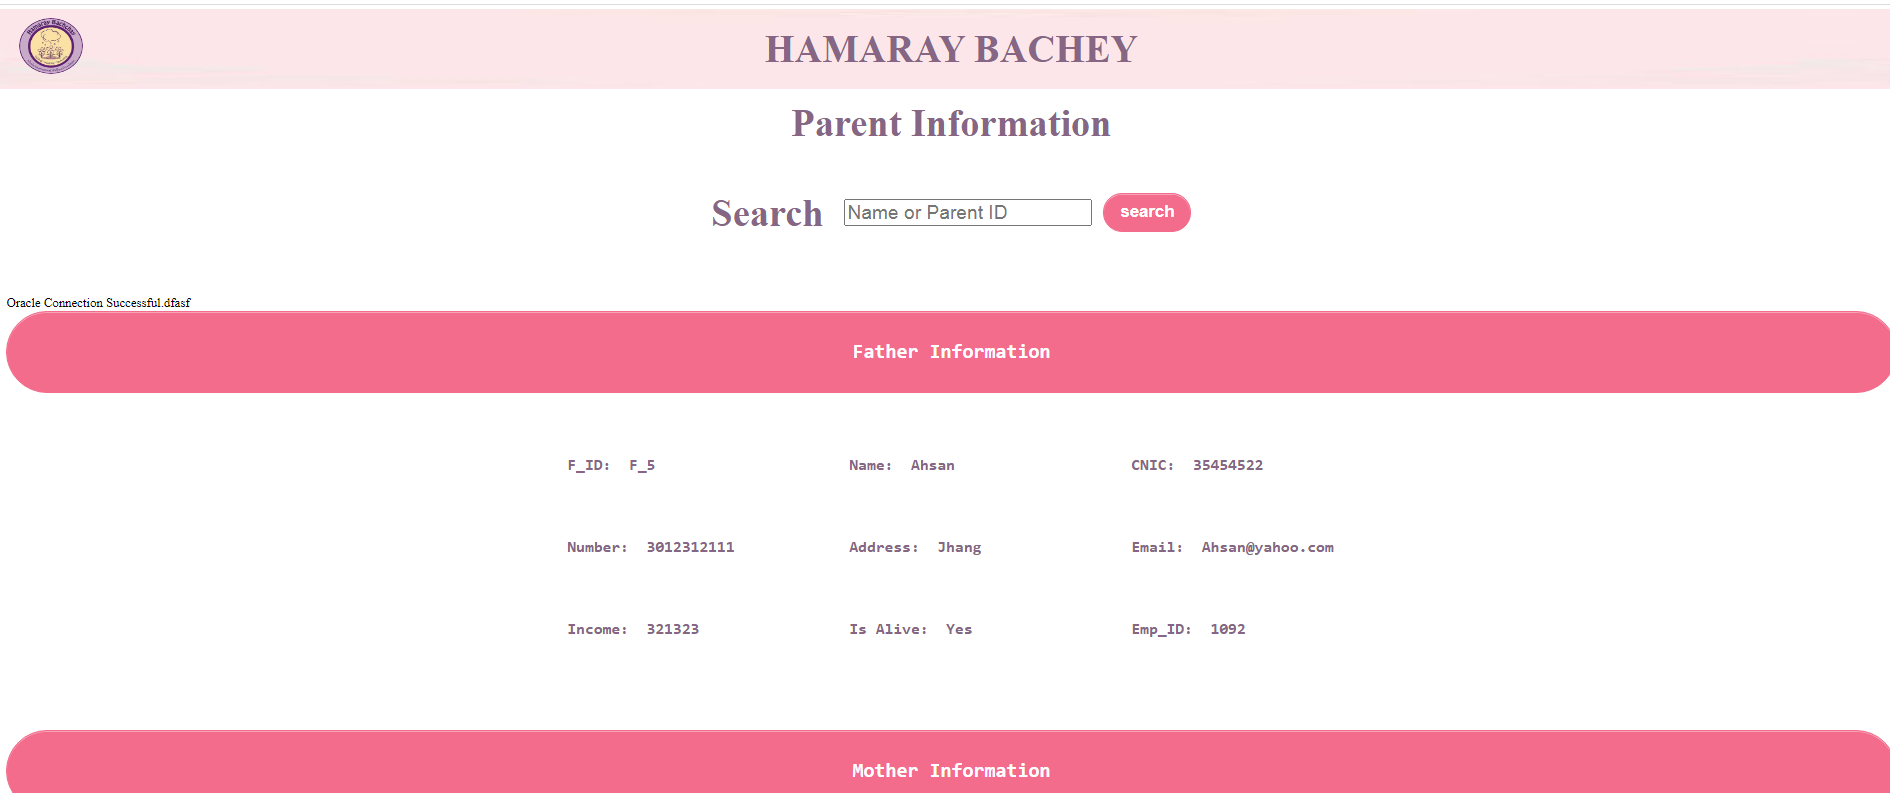 Hamaray Bachchay
HAMARAY BACHEY
Parent Information
Search Name or Parent ID search
Oracle Connection Successful.dfasf
Father Information
F_ID: F_5 Name: Ahsan CNIC: 35454522
Number: 3012312111 Address: Jhang Email: Ahsan@yahoo.com
Income: 321323 Is Alive: Yes Emp_ID: 1092
Mother Information